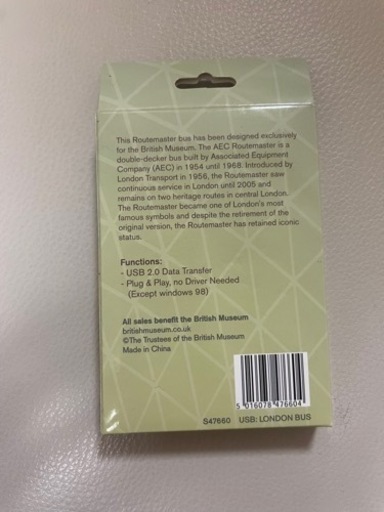 This Routemaster bus has been designed exclusively
for the British Museum. The AEC Routemaster is a
double-decker bus built by Associated Equipment
Company (AEC) in 1954 until 1968. Introduced by
London Transport in 1956, the Routemaster saw
continuous service in London until 2005 and
remains on two heritage routes in central London.
The Routemaster became one of London's most
famous symbols and despite the retirement of the
original version, the Routemaster has retained iconic
status.
Functions:
- USB 2.0 Data Transfer
- Plug & Play, no Driver Needed
(Except windows 98)
All sales benefit the British Museum
britishmuseum.co.uk
©The Trustees of the British Museum
Made in China
5 016078 476604
S47660 USB: LONDON BUS